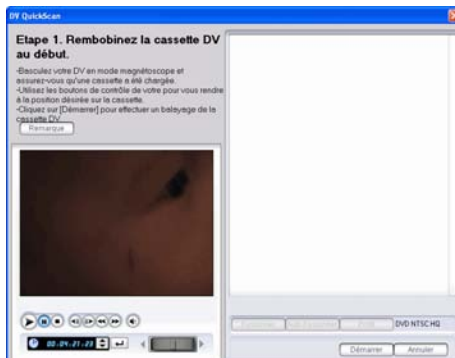 DV QuickScan
Etape 1. Rembobinez la cassette DV
au début.
-Basculez votre DV en mode magnétoscope et
assurez-vous qu'une cassette a été chargée.
-Utilisez les boutons de contrôle de votre pour vous rendre
à la position désirée sur la cassette.
-Cliquez sur [Démarrer] pour effectuer un balayage de la
cassette DV.
Remarque
00:04:21:23
DVD NTSC HQ
Démarrer Annuler